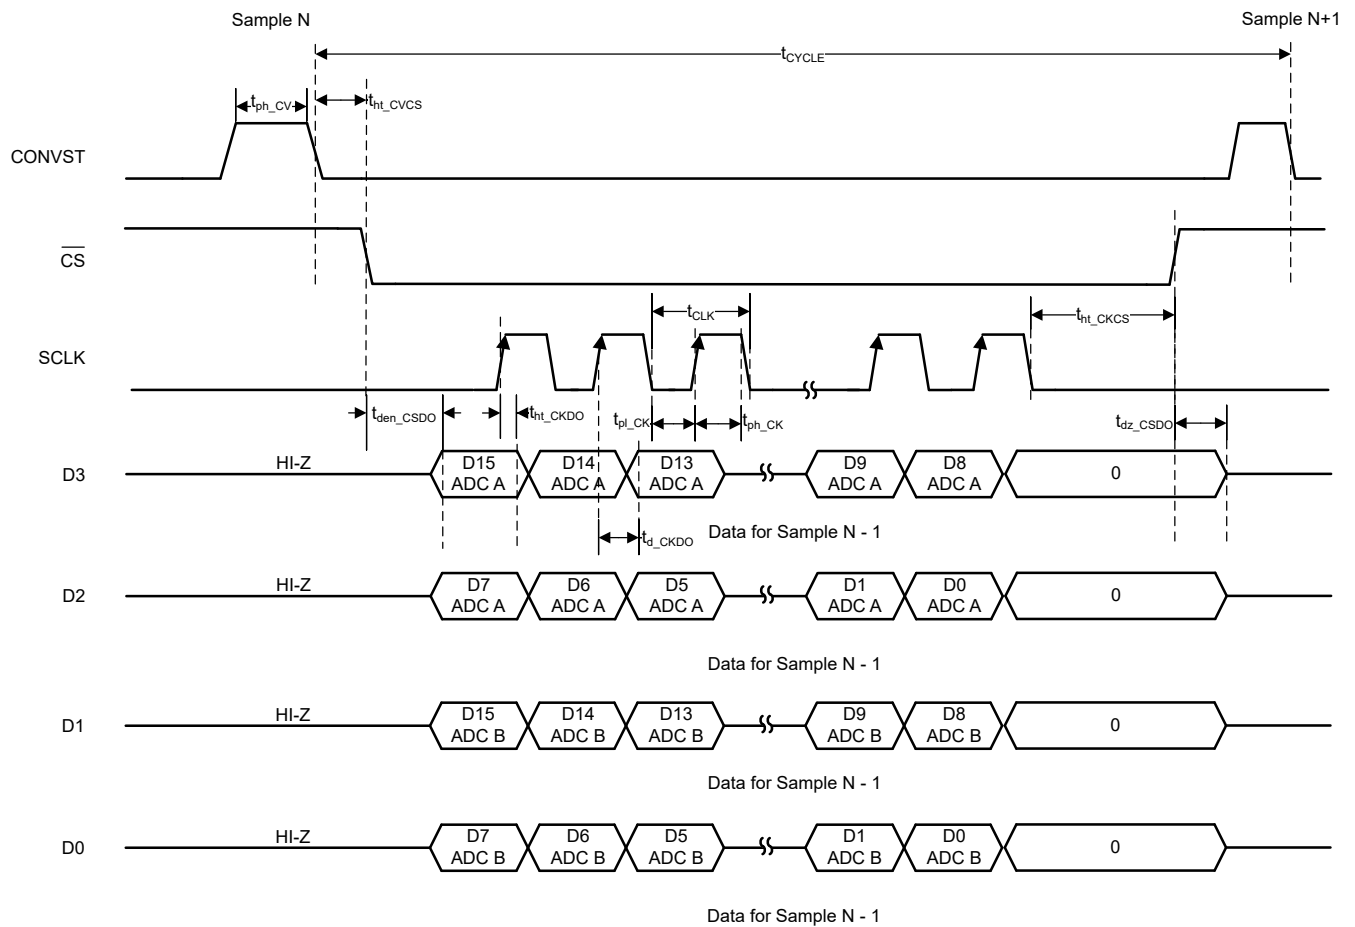 Sample N
Sample N+1
tCYCLE
tph_CV
tht_CVCS
CONVST
CS
tCLK
tht_CKCS
SCLK
tden_CSDO
tht_CKDO
tpl_CK
tph_CK
tdz_CSDO
D3
HI-Z
D15
ADC A
D14
ADC A
D13
ADC A
D9
ADC A
D8
ADC A
0
td_CKDO
Data for Sample N - 1
D2
HI-Z
D7
ADC A
D6
ADC A
D5
ADC A
D1
ADC A
D0
ADC A
0
Data for Sample N - 1
D1
HI-Z
D15
ADC B
D14
ADC B
D13
ADC B
D9
ADC B
D8
ADC B
0
Data for Sample N - 1
D0
HI-Z
D7
ADC B
D6
ADC B
D5
ADC B
D1
ADC B
D0
ADC B
0
Data for Sample N - 1